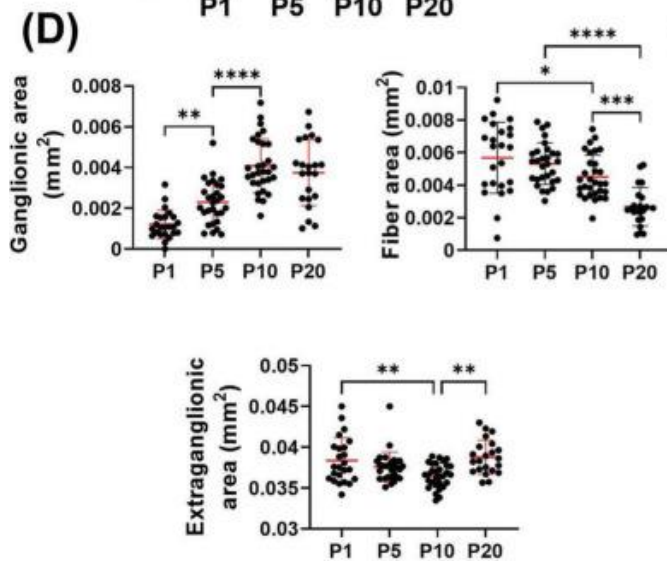 P1 P5 P10 P20
(D)
Ganglionic area
(mm²)
0.008
0.006
0.004
0.002
0
** ****
P1 P5 P10 P20
Fiber area (mm²)
0.01
0.008
0.006
0.004
0.002
0
****
*
***
P1 P5 P10 P20
Extraganglionic
area (mm²)
0.05
0.045
0.04
0.035
0.03
** **
P1 P5 P10 P20